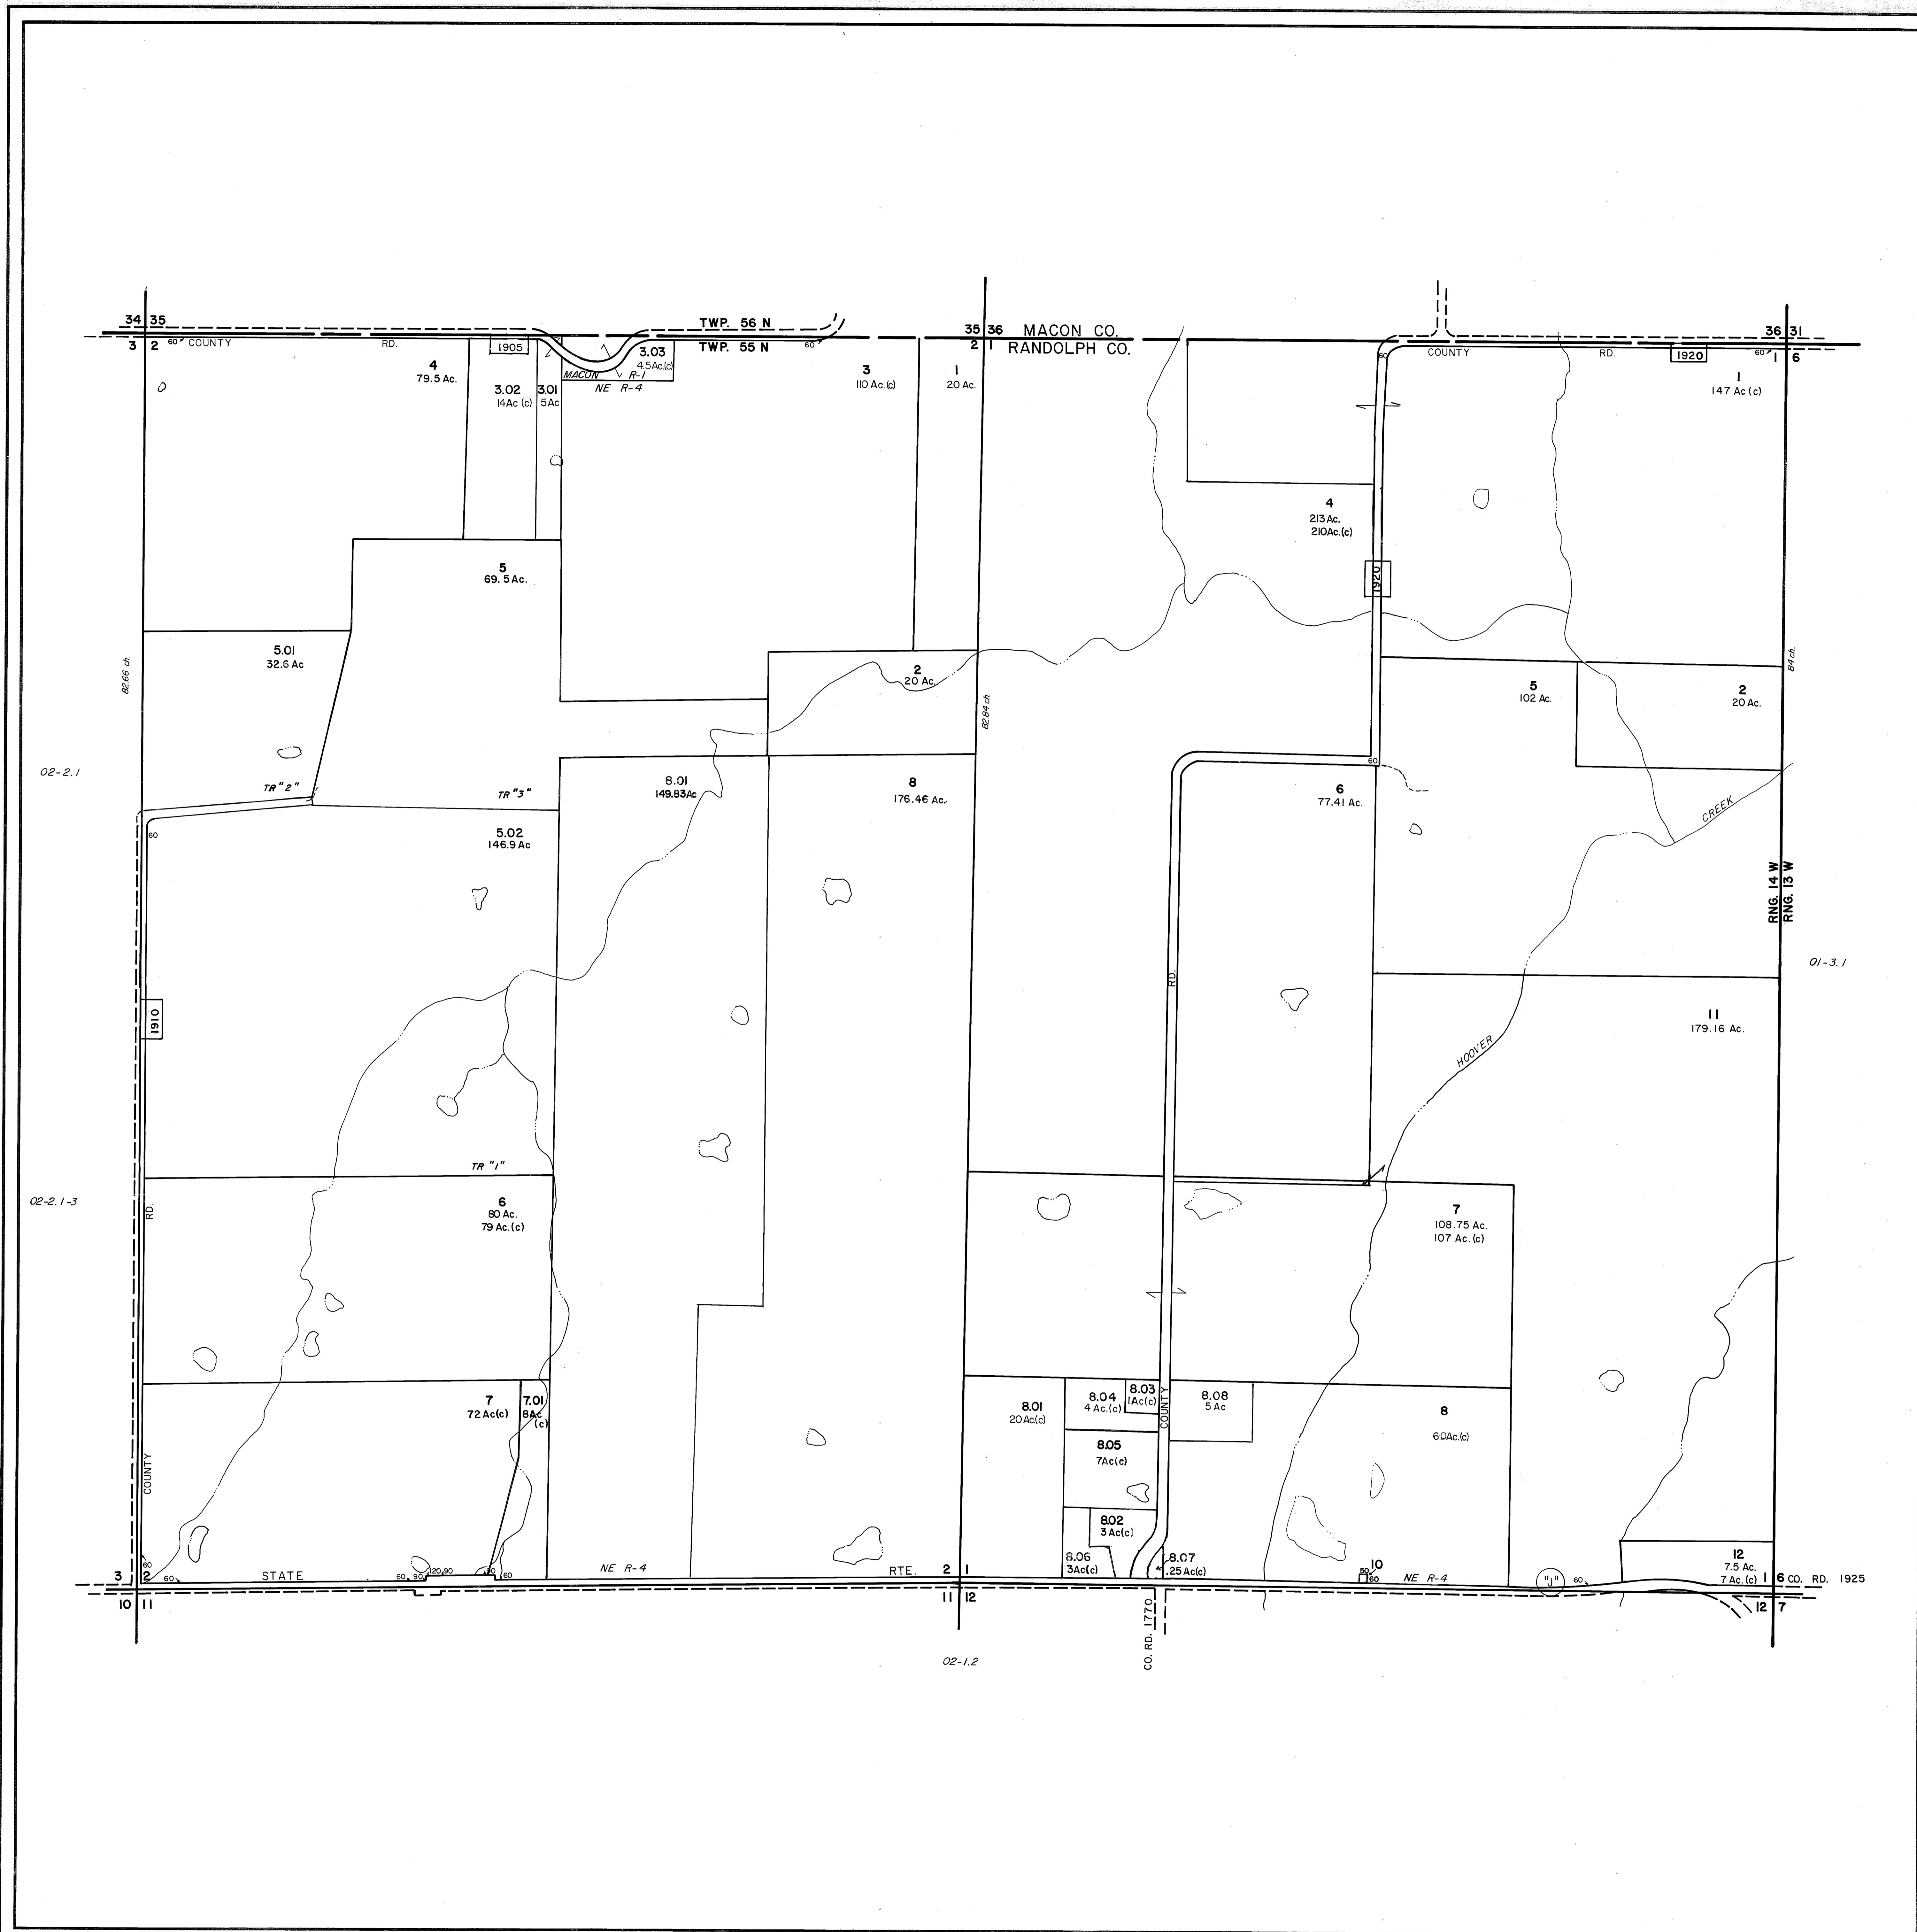 34 35
TWP. 56 N
35 36
MACON CO.
36 31
3 2
60' COUNTY
RD.
1905
TWP. 55 N
60'
2 1
RANDOLPH CO.
60
COUNTY
RD.
1920
60'
1 6
4
79.5 Ac.
3.02
14Ac (c)
3.01
5Ac
3.03
4.5Ac.(c)
MACON R-1
NE R-4
3
110 Ac.(c)
1
20 Ac.
1
147 Ac (c)
4
213 Ac.
210Ac.(c)
1920
5
69.5 Ac.
5.01
32.6 Ac
82.66 ch.
2
20 Ac.
82.84 ch.
84 ch.
5
102 Ac.
2
20 Ac.
02-2.1
TR "2"
TR "3"
8.01
149.83Ac
8
176.46 Ac.
60
6
77.41 Ac.
CREEK
60
5.02
146.9 Ac
RNG. 14 W
RNG. 13 W
01-3.1
RD.
1910
11
179.16 Ac.
HOOVER
TR "1"
02-2.1-3
RD.
6
80 Ac.
79 Ac.(c)
7
108.75 Ac.
107 Ac.(c)
7
72 Ac(c)
7.01
8Ac
(c)
8.01
20Ac(c)
8.04
4 Ac.(c)
8.03
1Ac(c)
COUNTY
8.08
5 Ac
8
60Ac.(c)
8.05
7Ac(c)
COUNTY
8.02
3 Ac(c)
8.06
3Ac(c)
8.07
.25 Ac(c)
10
50
60
NE R-4
"J"
60'
12
7.5 Ac.
7 Ac.(c)
3 2
60
60'
STATE
60
90
120
90
90
60
NE R-4
RTE.
2 1
1 6
CO. RD. 1925
10 11
11 12
12 7
CO. RD. 1770
02-1.2